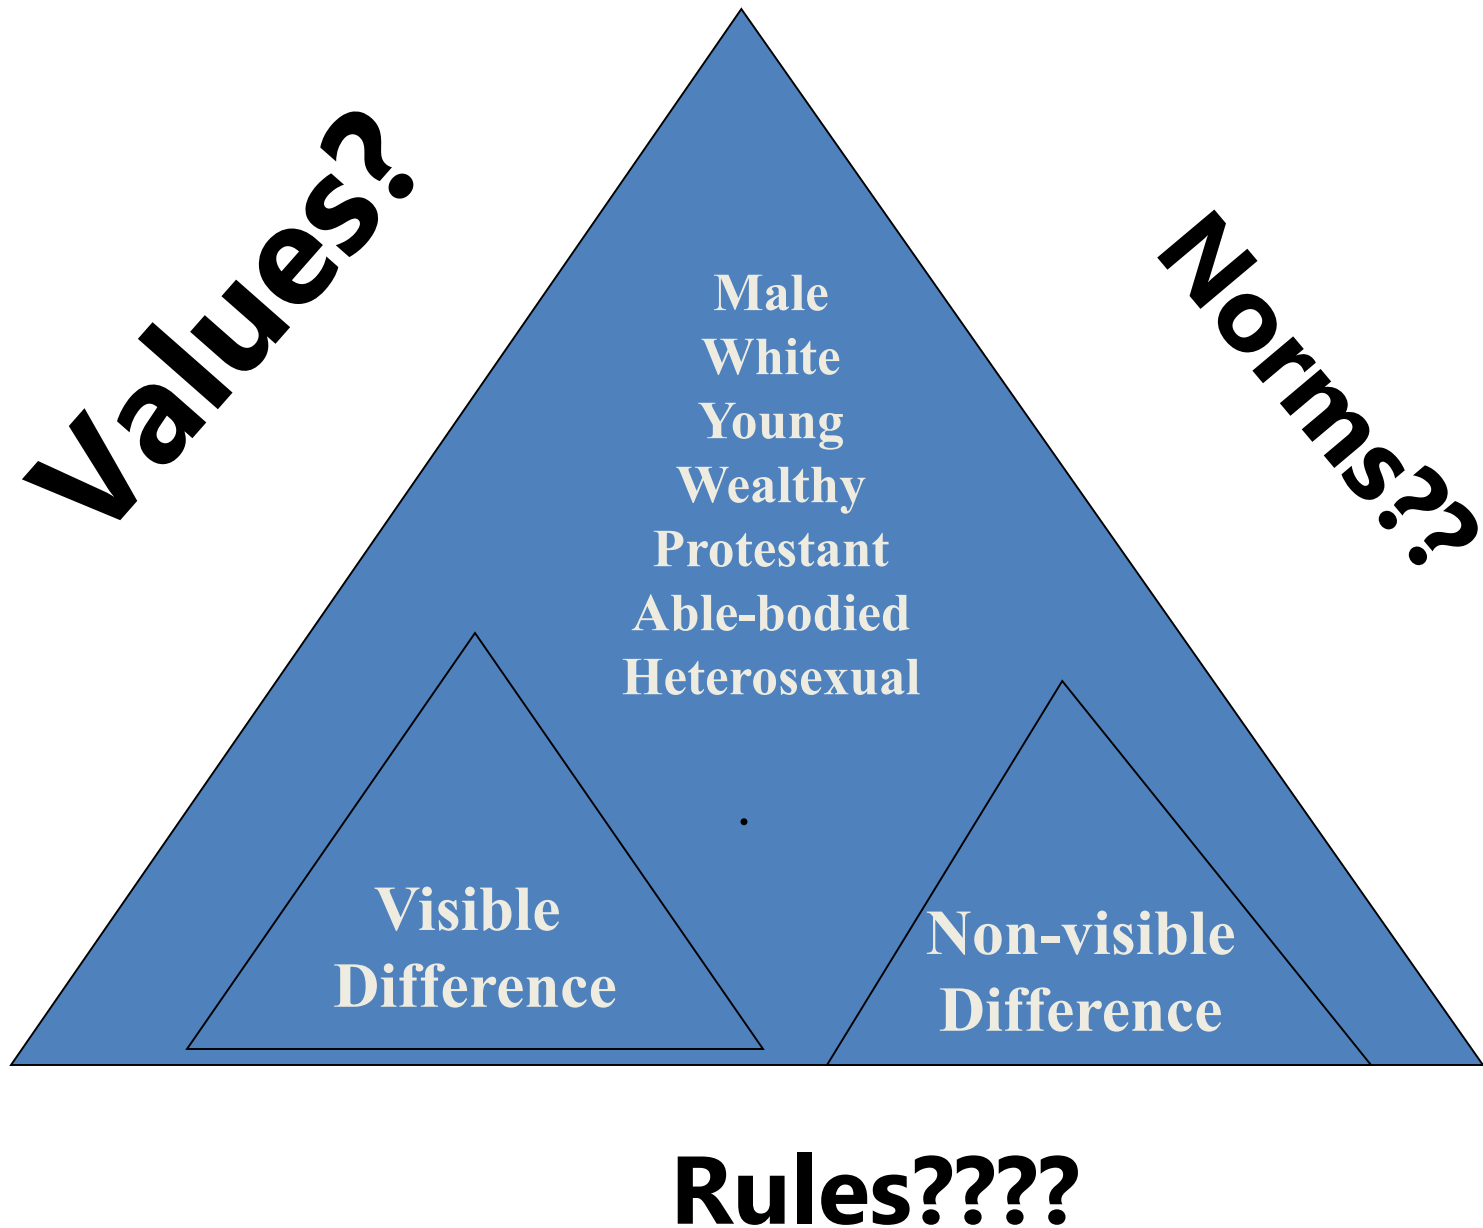 Values?
Norms??
Male
White
Young
Wealthy
Protestant
Able-bodied
Heterosexual
.
Visible
Difference
Non-visible
Difference
Rules????